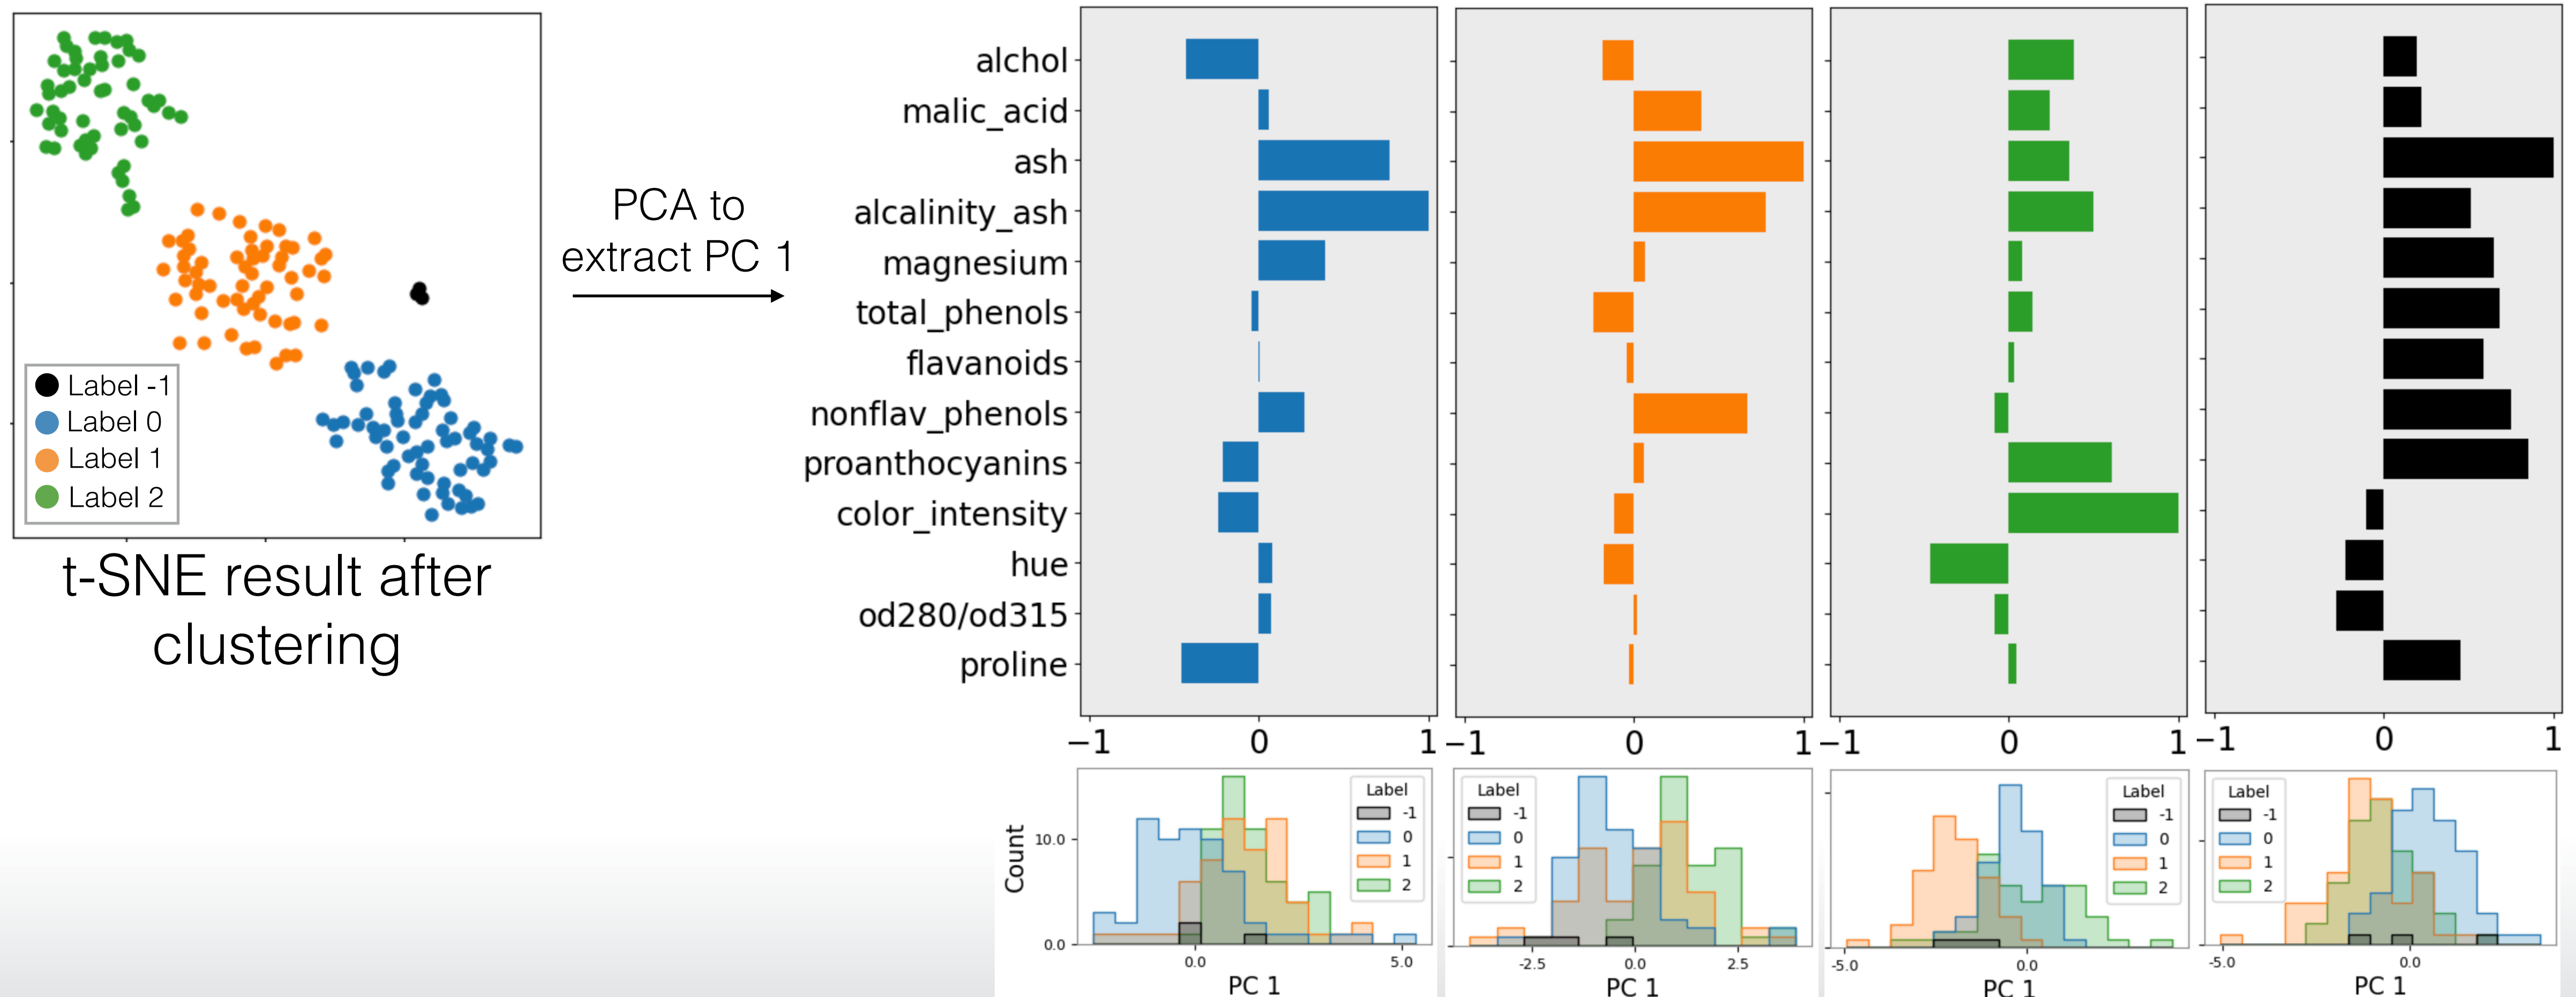 Label -1
Label 0
Label 1
Label 2
t-SNE result after
clustering
PCA to
extract PC 1
alchol
malic_acid
ash
alcalinity_ash
magnesium
total_phenols
flavanoids
nonflav_phenols
proanthocyanins
color_intensity
hue
od280/od315
proline
−1 0 1
−1 0 1
−1 0 1
−1 0 1
Count
10.0
0.0
Label
-1
0
1
2
0.0 5.0
PC 1
Label
-1
0
1
2
-2.5 0.0 2.5
PC 1
Label
-1
0
1
2
-5.0 0.0
PC 1
Label
-1
0
1
2
-5.0 0.0
PC 1